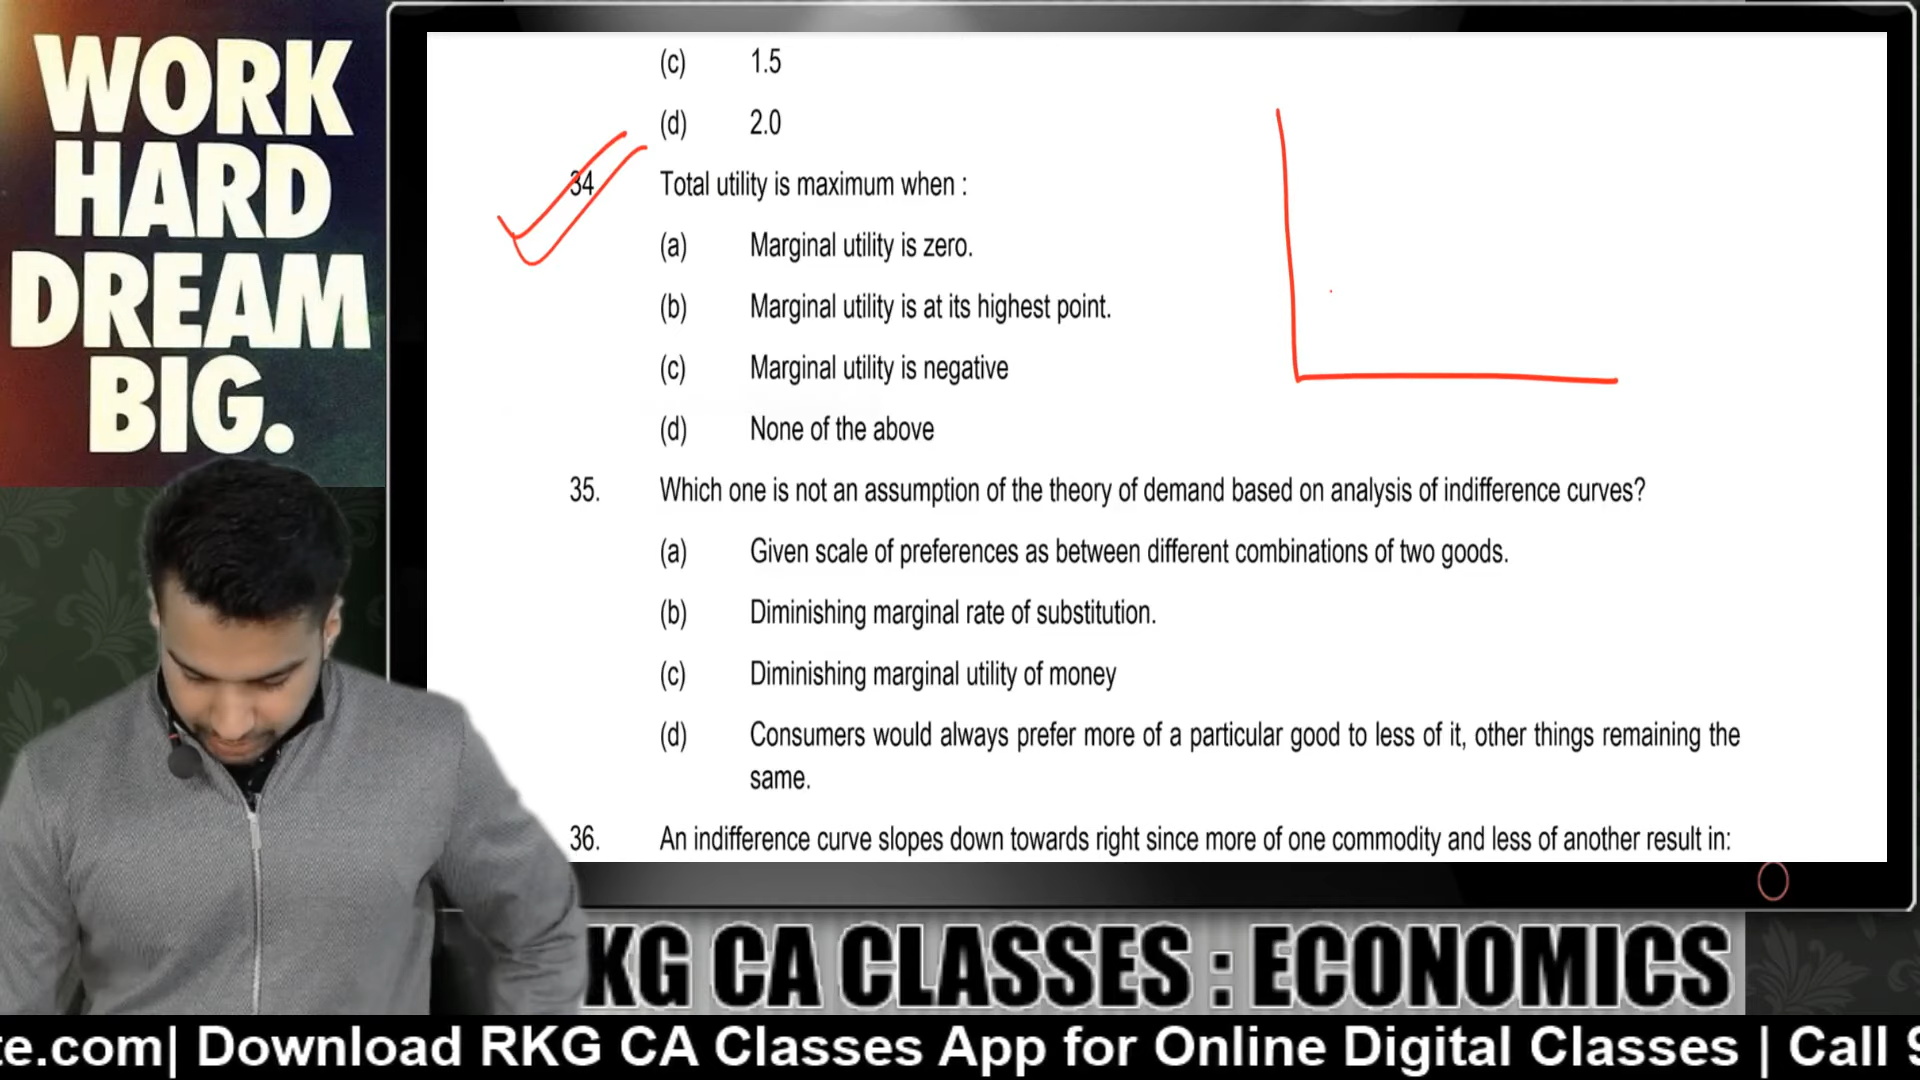 WORK
HARD
DREAM
BIG.
(c) 1.5
(d) 2.0
34 Total utility is maximum when :
(a) Marginal utility is zero.
(b) Marginal utility is at its highest point.
(c) Marginal utility is negative
(d) None of the above
35. Which one is not an assumption of the theory of demand based on analysis of indifference curves?
(a) Given scale of preferences as between different combinations of two goods.
(b) Diminishing marginal rate of substitution.
(c) Diminishing marginal utility of money
(d) Consumers would always prefer more of a particular good to less of it, other things remaining the
same.
36. An indifference curve slopes down towards right since more of one commodity and less of another result in:
KG CA CLASSES : ECONOMICS
te.com| Download RKG CA Classes App for Online Digital Classes | Call